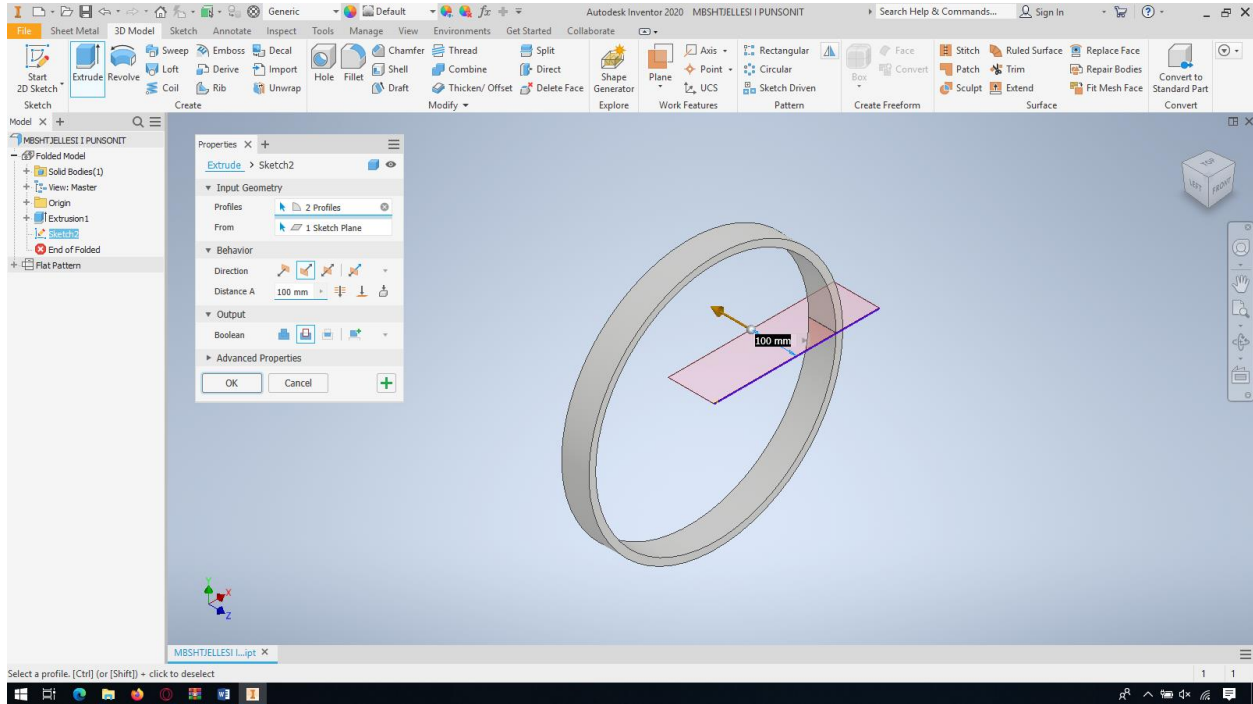 Generic
Default
fx
Autodesk Inventor 2020 MBSHTJELLESI I PUNSONIT
Search Help & Commands...
Sign In
File Sheet Metal 3D Model Sketch Annotate Inspect Tools Manage View Environments Get Started Collaborate
Start 2D Sketch
Extrude
Revolve
Sweep
Loft
Coil
Emboss
Derive
Rib
Decal
Import
Unwrap
Hole
Fillet
Chamfer
Shell
Draft
Thread
Combine
Thicken/ Offset
Split
Direct
Delete Face
Shape Generator
Plane
Axis
Point
UCS
Rectangular
Circular
Sketch Driven
Box
Face
Convert
Stitch
Patch
Sculpt
Ruled Surface
Trim
Extend
Replace Face
Repair Bodies
Fit Mesh Face
Convert to Standard Part
Sketch Create Modify Explore Work Features Pattern Create Freeform Surface Convert
Model
MBSHTJELLESI I PUNSONIT
Folded Model
Solid Bodies(1)
View: Master
Origin
Extrusion1
Sketch2
End of Folded
Flat Pattern
Properties
Extrude > Sketch2
Input Geometry
Profiles 2 Profiles
From 1 Sketch Plane
Behavior
Direction
Distance A 100 mm
Output
Boolean
Advanced Properties
OK Cancel
100 mm
TOP
LEFT
FRONT
Y
X
Z
MBSHTJELLESI I...ipt
Select a profile. [Ctrl] (or [Shift]) + click to deselect
1 1